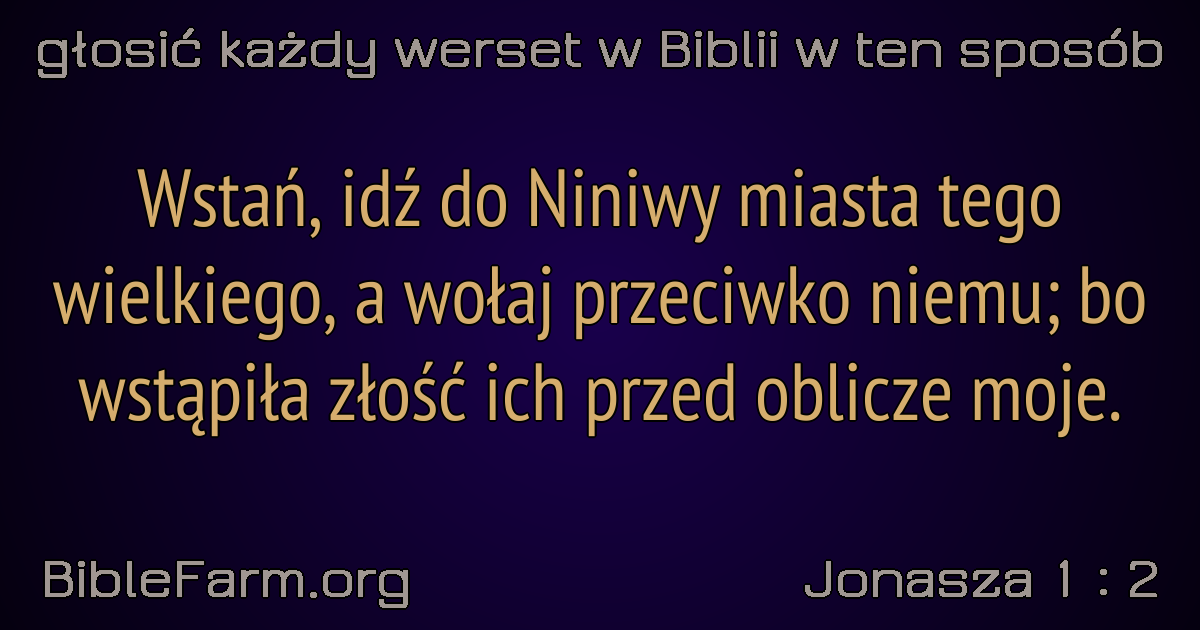 głosić każdy werset w Biblii w ten sposób
Wstań, idź do Niniwy miasta tego
wielkiego, a wołaj przeciwko niemu; bo
wstąpiła złość ich przed oblicze moje.
BibleFarm.org
Jonasza 1 : 2